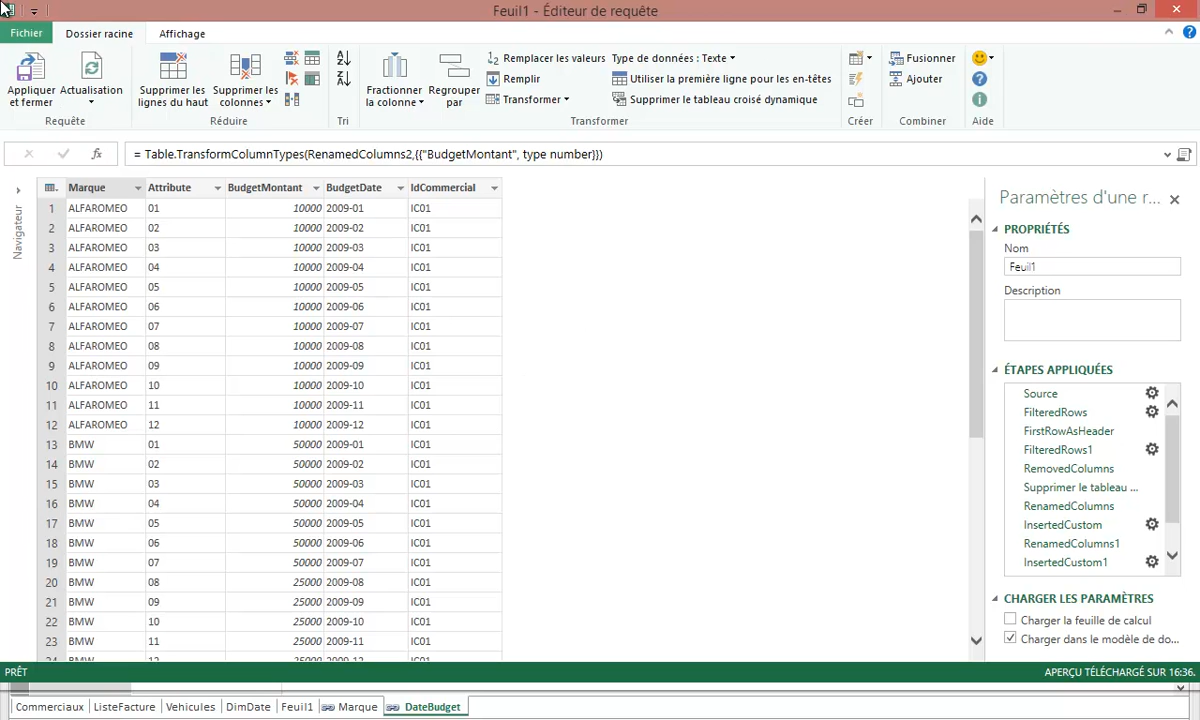 Feuil1 - Éditeur de requête
Fichier
Dossier racine
Affichage
Appliquer et fermer
Actualisation
Requête
Supprimer les lignes du haut
Supprimer les colonnes
Réduire
Tri
Fractionner la colonne
Regrouper par
Remplacer les valeurs
Remplir
Transformer
Type de données : Texte
Utiliser la première ligne pour les en-têtes
Supprimer le tableau croisé dynamique
Transformer
Créer
Fusionner
Ajouter
Combiner
Aide
fx
= Table.TransformColumnTypes(RenamedColumns2,{{"BudgetMontant", type number}})
Navigateur
Marque Attribute BudgetMontant BudgetDate IdCommercial
1 ALFAROMEO 01 10000 2009-01 IC01
2 ALFAROMEO 02 10000 2009-02 IC01
3 ALFAROMEO 03 10000 2009-03 IC01
4 ALFAROMEO 04 10000 2009-04 IC01
5 ALFAROMEO 05 10000 2009-05 IC01
6 ALFAROMEO 06 10000 2009-06 IC01
7 ALFAROMEO 07 10000 2009-07 IC01
8 ALFAROMEO 08 10000 2009-08 IC01
9 ALFAROMEO 09 10000 2009-09 IC01
10 ALFAROMEO 10 10000 2009-10 IC01
11 ALFAROMEO 11 10000 2009-11 IC01
12 ALFAROMEO 12 10000 2009-12 IC01
13 BMW 01 50000 2009-01 IC01
14 BMW 02 50000 2009-02 IC01
15 BMW 03 50000 2009-03 IC01
16 BMW 04 50000 2009-04 IC01
17 BMW 05 50000 2009-05 IC01
18 BMW 06 50000 2009-06 IC01
19 BMW 07 50000 2009-07 IC01
20 BMW 08 25000 2009-08 IC01
21 BMW 09 25000 2009-09 IC01
22 BMW 10 25000 2009-10 IC01
23 BMW 11 25000 2009-11 IC01
24 BMW 12 25000 2009-12 IC01
Paramètres d'une r...
PROPRIÉTÉS
Nom
Feuil1
Description
ÉTAPES APPLIQUÉES
Source
FilteredRows
FirstRowAsHeader
FilteredRows1
RemovedColumns
Supprimer le tableau ...
RenamedColumns
InsertedCustom
RenamedColumns1
InsertedCustom1
CHARGER LES PARAMÈTRES
Charger la feuille de calcul
Charger dans le modèle de do...
PRÊT
APERÇU TÉLÉCHARGÉ SUR 16:36.
Commerciaux
ListeFacture
Vehicules
DimDate
Feuil1
Marque
DateBudget